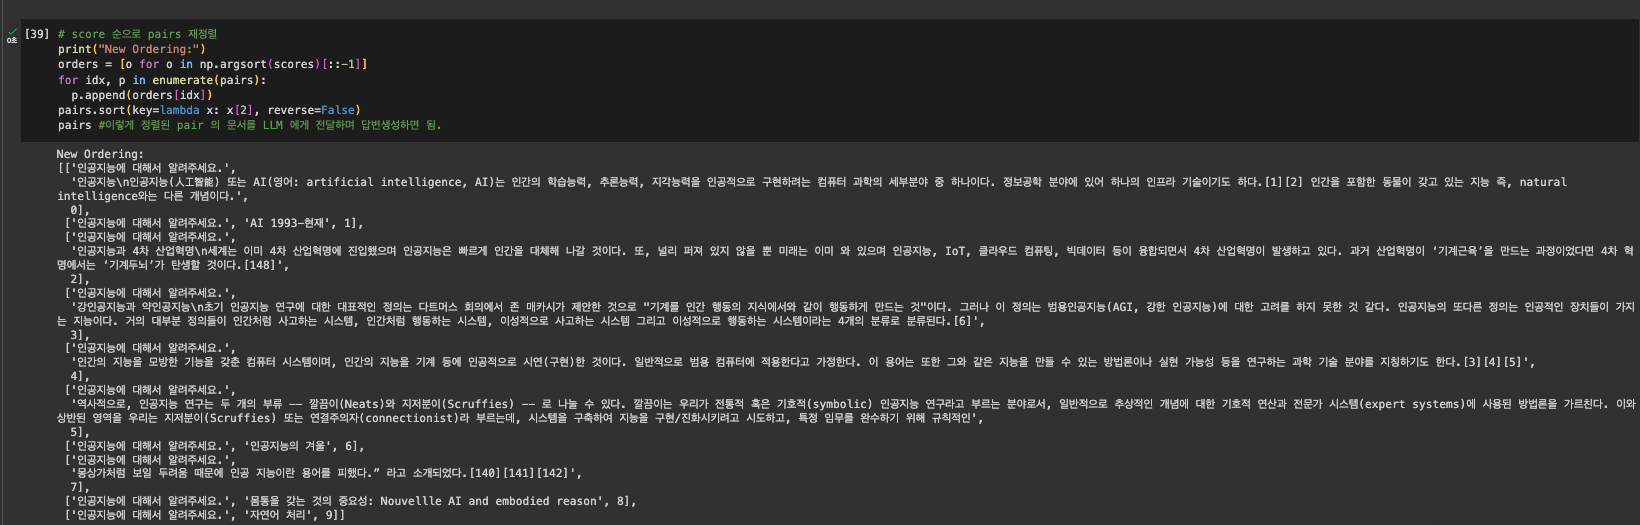 [39] # score 순으로 pairs 재정렬
0초 print("New Ordering:")
orders = [o for o in np.argsort(scores)[::-1]]
for idx, p in enumerate(pairs):
  p.append(orders[idx])
pairs.sort(key=lambda x: x[2], reverse=False)
pairs #이렇게 정렬된 pair 의 문서를 LLM 에게 전달하며 답변생성하면 됨.
New Ordering:
[['인공지능에 대해서 알려주세요.',
'인공지능\n인공지능(人工智能) 또는 AI(영어: artificial intelligence, AI)는 인간의 학습능력, 추론능력, 지각능력을 인공적으로 구현하려는 컴퓨터 과학의 세부분야 중 하나이다. 정보공학 분야에 있어 하나의 인프라 기술이기도 하다.[1][2] 인간을 포함한 동물이 갖고 있는 지능 즉, natural
intelligence와는 다른 개념이다.',
0],
['인공지능에 대해서 알려주세요.', 'AI 1993-현재', 1],
['인공지능에 대해서 알려주세요.',
'인공지능과 4차 산업혁명\n세계는 이미 4차 산업혁명에 진입했으며 인공지능은 빠르게 인간을 대체해 나갈 것이다. 또, 널리 퍼져 있지 않을 뿐 미래는 이미 와 있으며 인공지능, IoT, 클라우드 컴퓨팅, 빅데이터 등이 융합되면서 4차 산업혁명이 발생하고 있다. 과거 산업혁명이 ‘기계근육’을 만드는 과정이었다면 4차 혁
명에서는 ‘기계두뇌’가 탄생할 것이다.[148]',
2],
['인공지능에 대해서 알려주세요.',
'강인공지능과 약인공지능\n초기 인공지능 연구에 대한 대표적인 정의는 다트머스 회의에서 존 매카시가 제안한 것으로 "기계를 인간 행동의 지식에서와 같이 행동하게 만드는 것"이다. 그러나 이 정의는 범용인공지능(AGI, 강한 인공지능)에 대한 고려를 하지 못한 것 같다. 인공지능의 또다른 정의는 인공적인 장치들이 가지
는 지능이다. 거의 대부분 정의들이 인간처럼 사고하는 시스템, 인간처럼 행동하는 시스템, 이성적으로 사고하는 시스템 그리고 이성적으로 행동하는 시스템이라는 4개의 분류로 분류된다.[6]',
3],
['인공지능에 대해서 알려주세요.',
'인간의 지능을 모방한 기능을 갖춘 컴퓨터 시스템이며, 인간의 지능을 기계 등에 인공적으로 시연(구현)한 것이다. 일반적으로 범용 컴퓨터에 적용한다고 가정한다. 이 용어는 또한 그와 같은 지능을 만들 수 있는 방법론이나 실현 가능성 등을 연구하는 과학 기술 분야를 지칭하기도 한다.[3][4][5]',
4],
['인공지능에 대해서 알려주세요.',
'역사적으로, 인공지능 연구는 두 개의 부류 -- 깔끔이(Neats)와 지저분이(Scruffies) -- 로 나눌 수 있다. 깔끔이는 우리가 전통적 혹은 기호적(symbolic) 인공지능 연구라고 부르는 분야로서, 일반적으로 추상적인 개념에 대한 기호적 연산과 전문가 시스템(expert systems)에 사용된 방법론을 가르킨다. 이와
상반된 영역을 우리는 지저분이(Scruffies) 또는 연결주의자(connectionist)라 부르는데, 시스템을 구축하여 지능을 구현/진화시키려고 시도하고, 특정 임무를 완수하기 위해 규칙적인',
5],
['인공지능에 대해서 알려주세요.', '인공지능의 겨울', 6],
['인공지능에 대해서 알려주세요.',
'몽상가처럼 보일 두려움 때문에 인공 지능이란 용어를 피했다.” 라고 소개되었다.[140][141][142]',
7],
['인공지능에 대해서 알려주세요.', '몸통을 갖는 것의 중요성: Nouvellle AI and embodied reason', 8],
['인공지능에 대해서 알려주세요.', '자연어 처리', 9]]